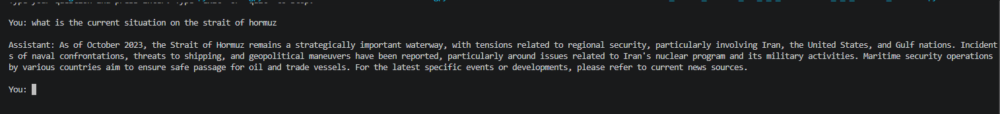 You: what is the current situation on the strait of hormuz
Assistant: As of October 2023, the Strait of Hormuz remains a strategically important waterway, with tensions related to regional security, particularly involving Iran, the United States, and Gulf nations. Incident
s of naval confrontations, threats to shipping, and geopolitical maneuvers have been reported, particularly around issues related to Iran's nuclear program and its military activities. Maritime security operations
by various countries aim to ensure safe passage for oil and trade vessels. For the latest specific events or developments, please refer to current news sources.
You: